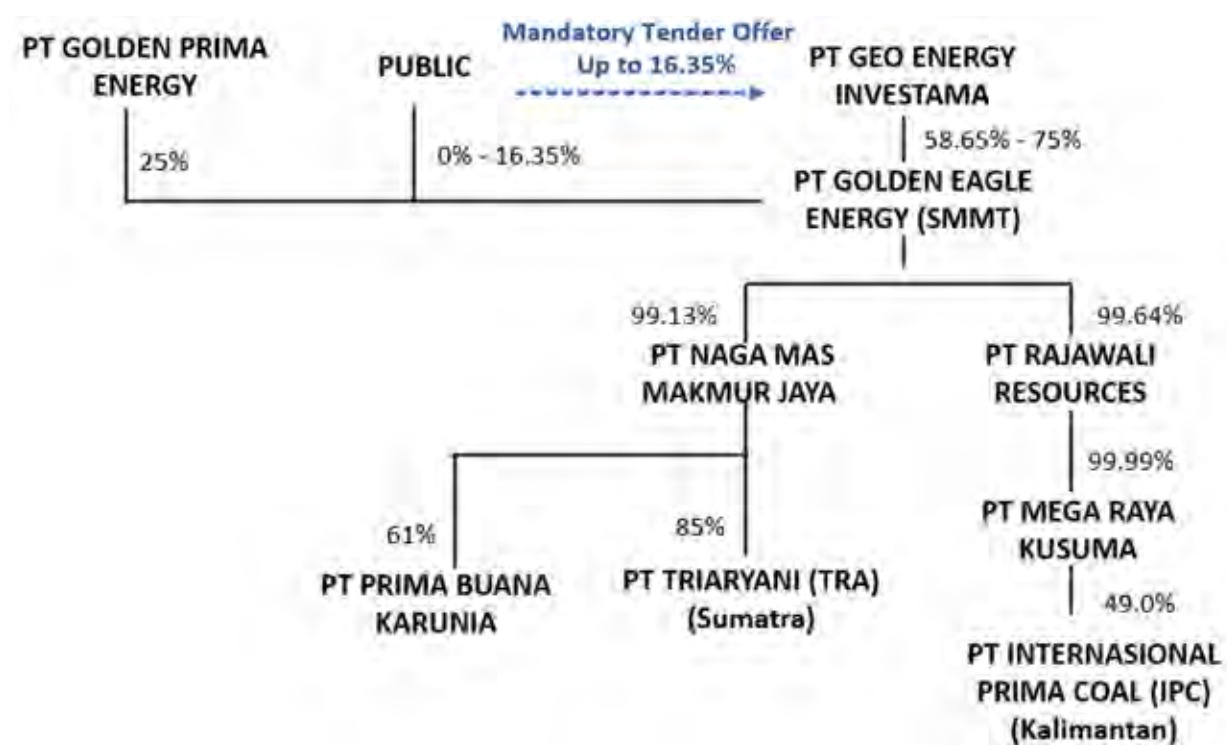 PT GOLDEN PRIMA
ENERGY
PUBLIC
Mandatory Tender Offer
Up to 16.35%
PT GEO ENERGY
INVESTAMA
25%
0% - 16.35%
58.65% - 75%
PT GOLDEN EAGLE
ENERGY (SMMT)
99.13%
99.64%
PT NAGA MAS
MAKMUR JAYA
PT RAJAWALI
RESOURCES
99.99%
61%
85%
PT MEGA RAYA
KUSUMA
PT PRIMA BUANA
KARUNIA
PT TRIARYANI (TRA)
(Sumatra)
49.0%
PT INTERNASIONAL
PRIMA COAL (IPC)
(Kalimantan)